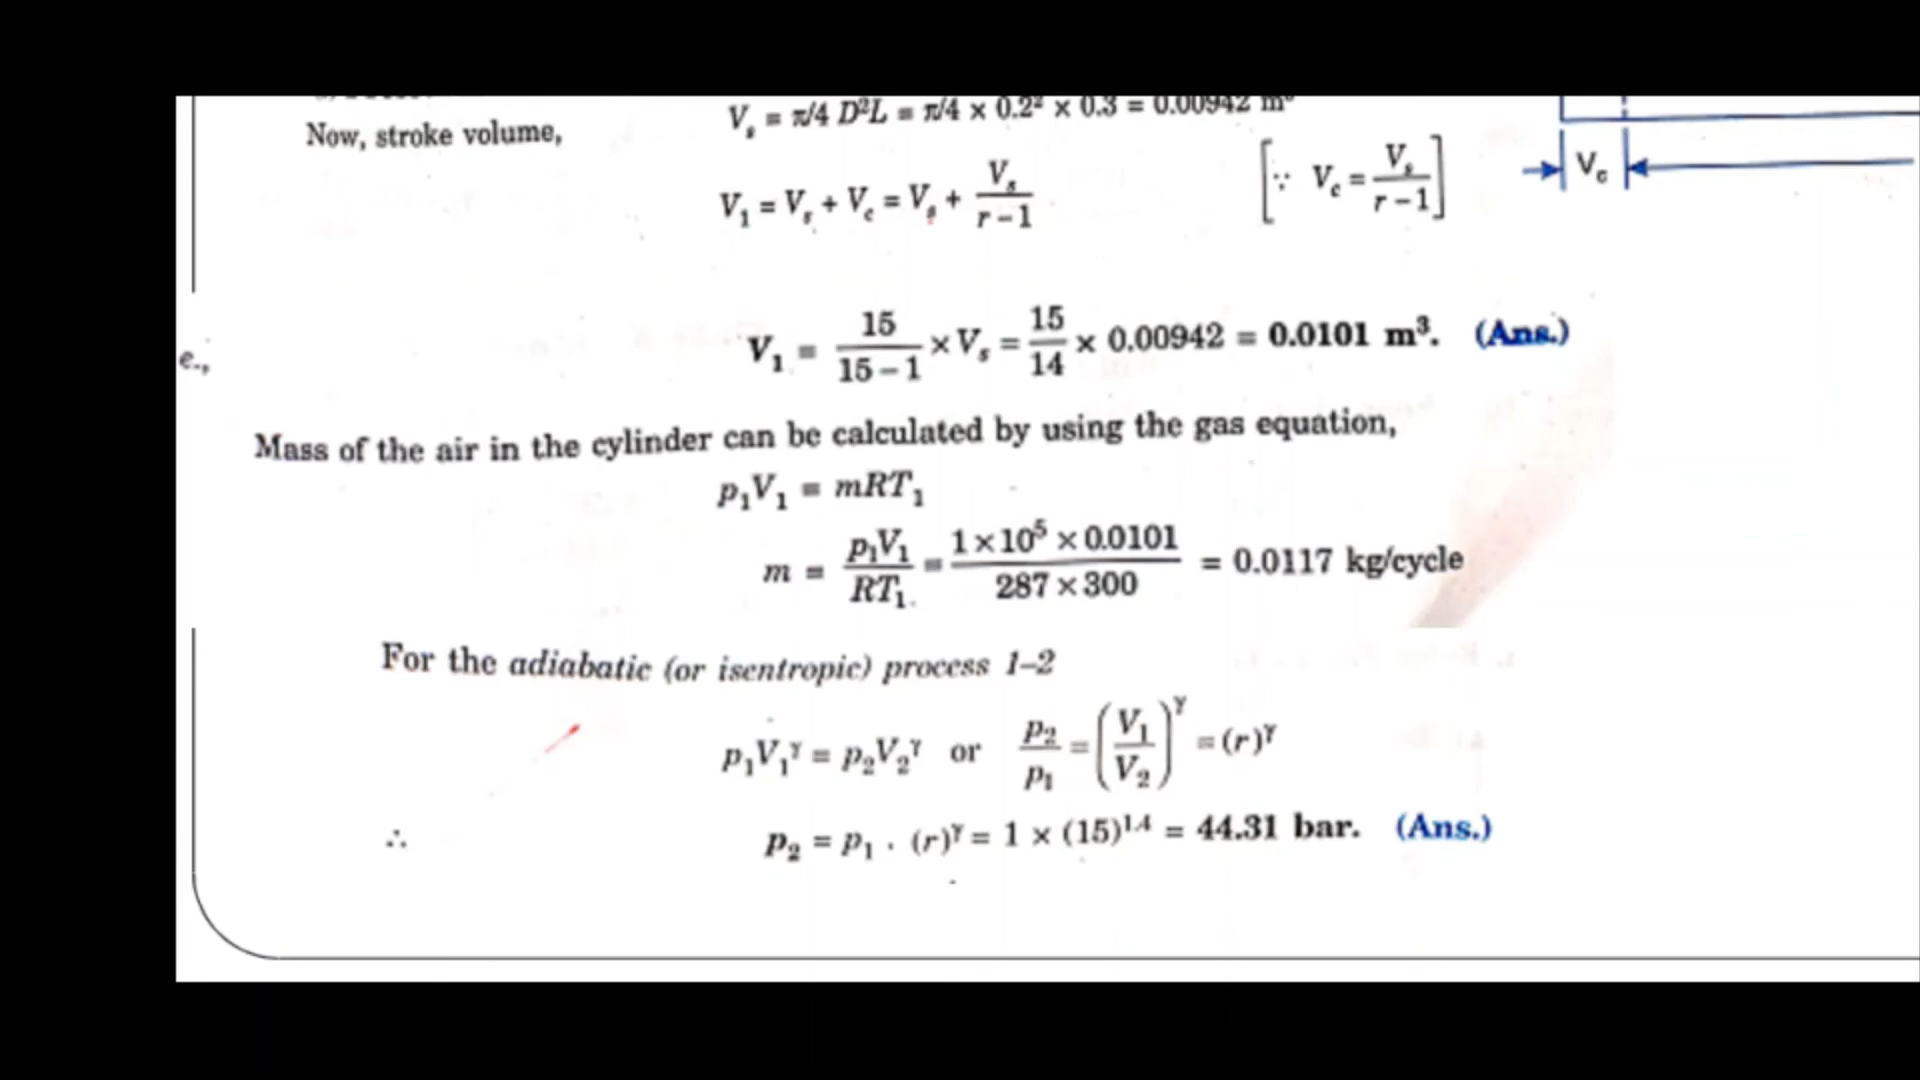 V_s = π/4 D²L = π/4 × 0.2² × 0.3 = 0.00942 m³
Now, stroke volume,
V₁ = V_s + V_c = V_s + V_s/(r – 1) [∵ V_c = V_s/(r – 1)]
V_c
V₁ = 15/(15 – 1) × V_s = 15/14 × 0.00942 = 0.0101 m³. (Ans.)
e.,
Mass of the air in the cylinder can be calculated by using the gas equation,
p₁V₁ = mRT₁
m = p₁V₁/RT₁ = (1 × 10⁵ × 0.0101)/(287 × 300) = 0.0117 kg/cycle
For the adiabatic (or isentropic) process 1–2
p₁V₁^γ = p₂V₂^γ or p₂/p₁ = (V₁/V₂)^γ = (r)^γ
∴ p₂ = p₁ . (r)^γ = 1 × (15)^1.4 = 44.31 bar. (Ans.)